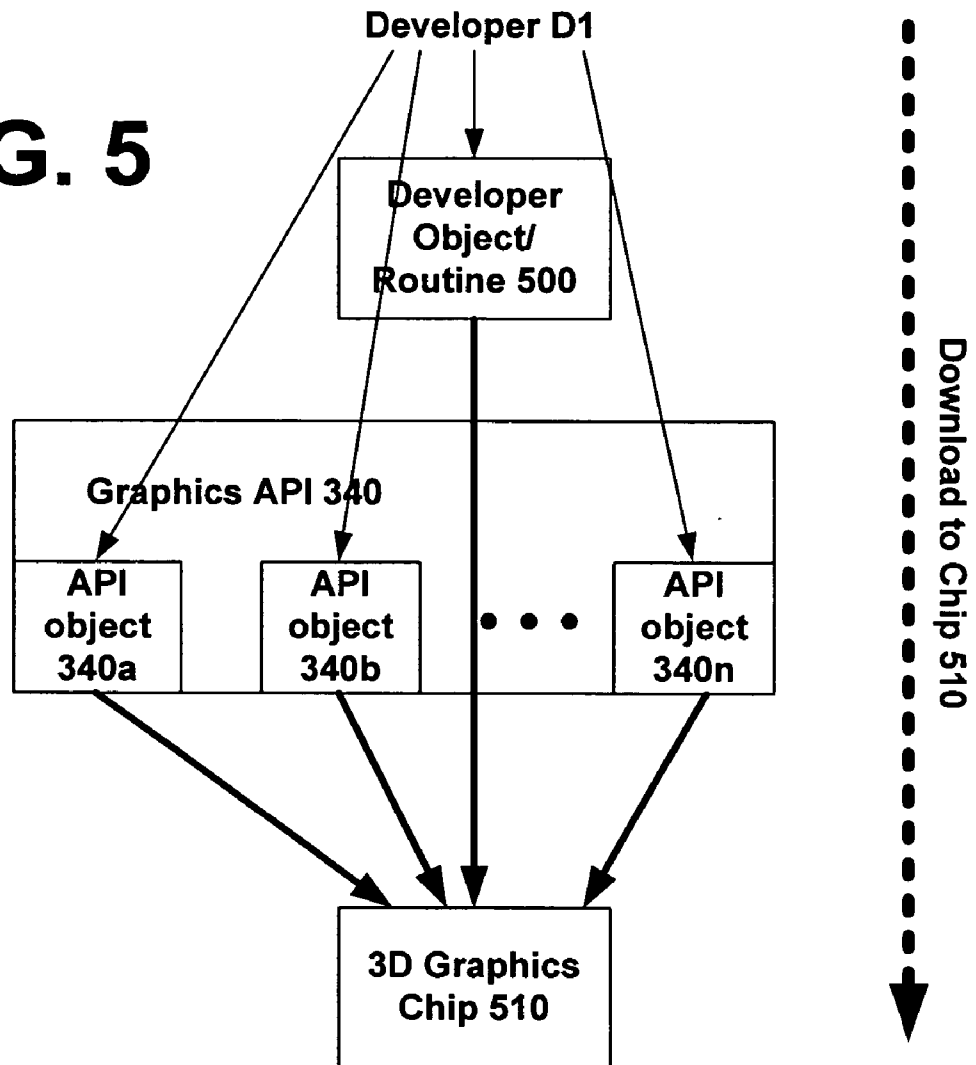 Developer D1
G. 5
Developer
Object/
Routine 500
Graphics API 340
API
object
340a
API
object
340b
• • •
API
object
340n
3D Graphics
Chip 510
Download to Chip 510